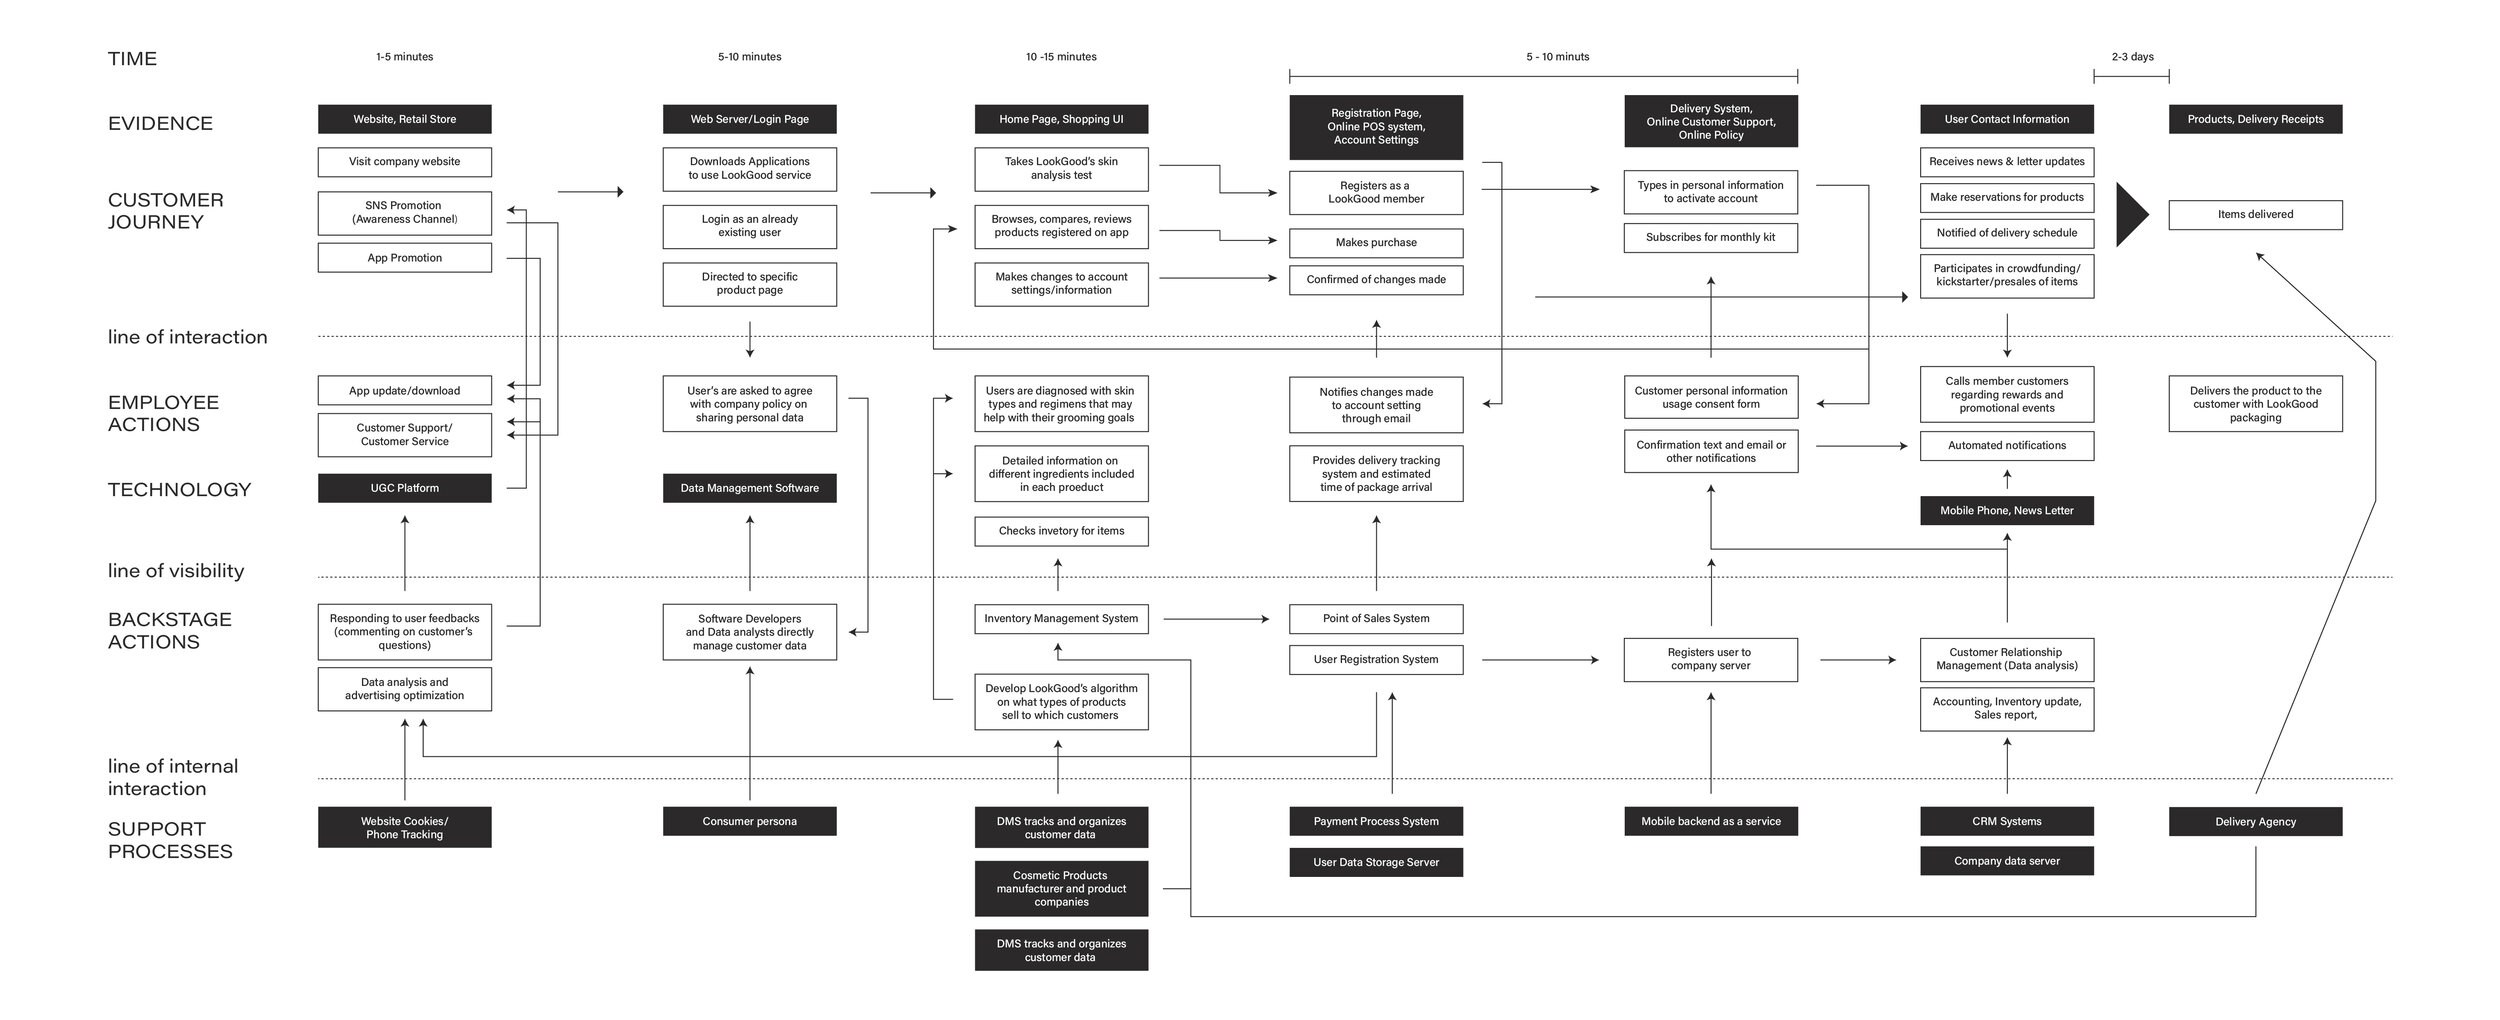 TIME
1-5 minutes
5-10 minutes
10 -15 minutes
5 - 10 minuts
2-3 days
EVIDENCE
Website, Retail Store
Web Server/Login Page
Home Page, Shopping UI
Registration Page,
Online POS system,
Account Settings
Delivery System,
Online Customer Support,
Online Policy
User Contact Information
Products, Delivery Receipts
CUSTOMER
JOURNEY
Visit company website
SNS Promotion
(Awareness Channel)
App Promotion
Downloads Applications
to use LookGood service
Login as an already
existing user
Directed to specific
product page
Takes LookGood's skin
analysis test
Browses, compares, reviews
products registered on app
Makes changes to account
settings/information
Registers as a
LookGood member
Makes purchase
Confirmed of changes made
Types in personal information
to activate account
Subscribes for monthly kit
Receives news & letter updates
Make reservations for products
Notified of delivery schedule
Participates in crowdfunding/
kickstarter/presales of items
Items delivered
line of interaction
EMPLOYEE
ACTIONS
App update/download
Customer Support/
Customer Service
User's are asked to agree
with company policy on
sharing personal data
Users are diagnosed with skin
types and regimens that may
help with their grooming goals
Detailed information on
different ingredients included
in each proeduct
Checks invetory for items
Notifies changes made
to account setting
through email
Provides delivery tracking
system and estimated
time of package arrival
Customer personal information
usage consent form
Confirmation text and email or
other notifications
Calls member customers
regarding rewards and
promotional events
Automated notifications
Delivers the product to the
customer with LookGood
packaging
TECHNOLOGY
UGC Platform
Data Management Software
Mobile Phone, News Letter
line of visibility
BACKSTAGE
ACTIONS
Responding to user feedbacks
(commenting on customer's
questions)
Data analysis and
advertising optimization
Software Developers
and Data analysts directly
manage customer data
Inventory Management System
Develop LookGood's algorithm
on what types of products
sell to which customers
Point of Sales System
User Registration System
Registers user to
company server
Customer Relationship
Management (Data analysis)
Accounting, Inventory update,
Sales report,
line of internal
interaction
SUPPORT
PROCESSES
Website Cookies/
Phone Tracking
Consumer persona
DMS tracks and organizes
customer data
Cosmetic Products
manufacturer and product
companies
DMS tracks and organizes
customer data
Payment Process System
User Data Storage Server
Mobile backend as a service
CRM Systems
Company data server
Delivery Agency